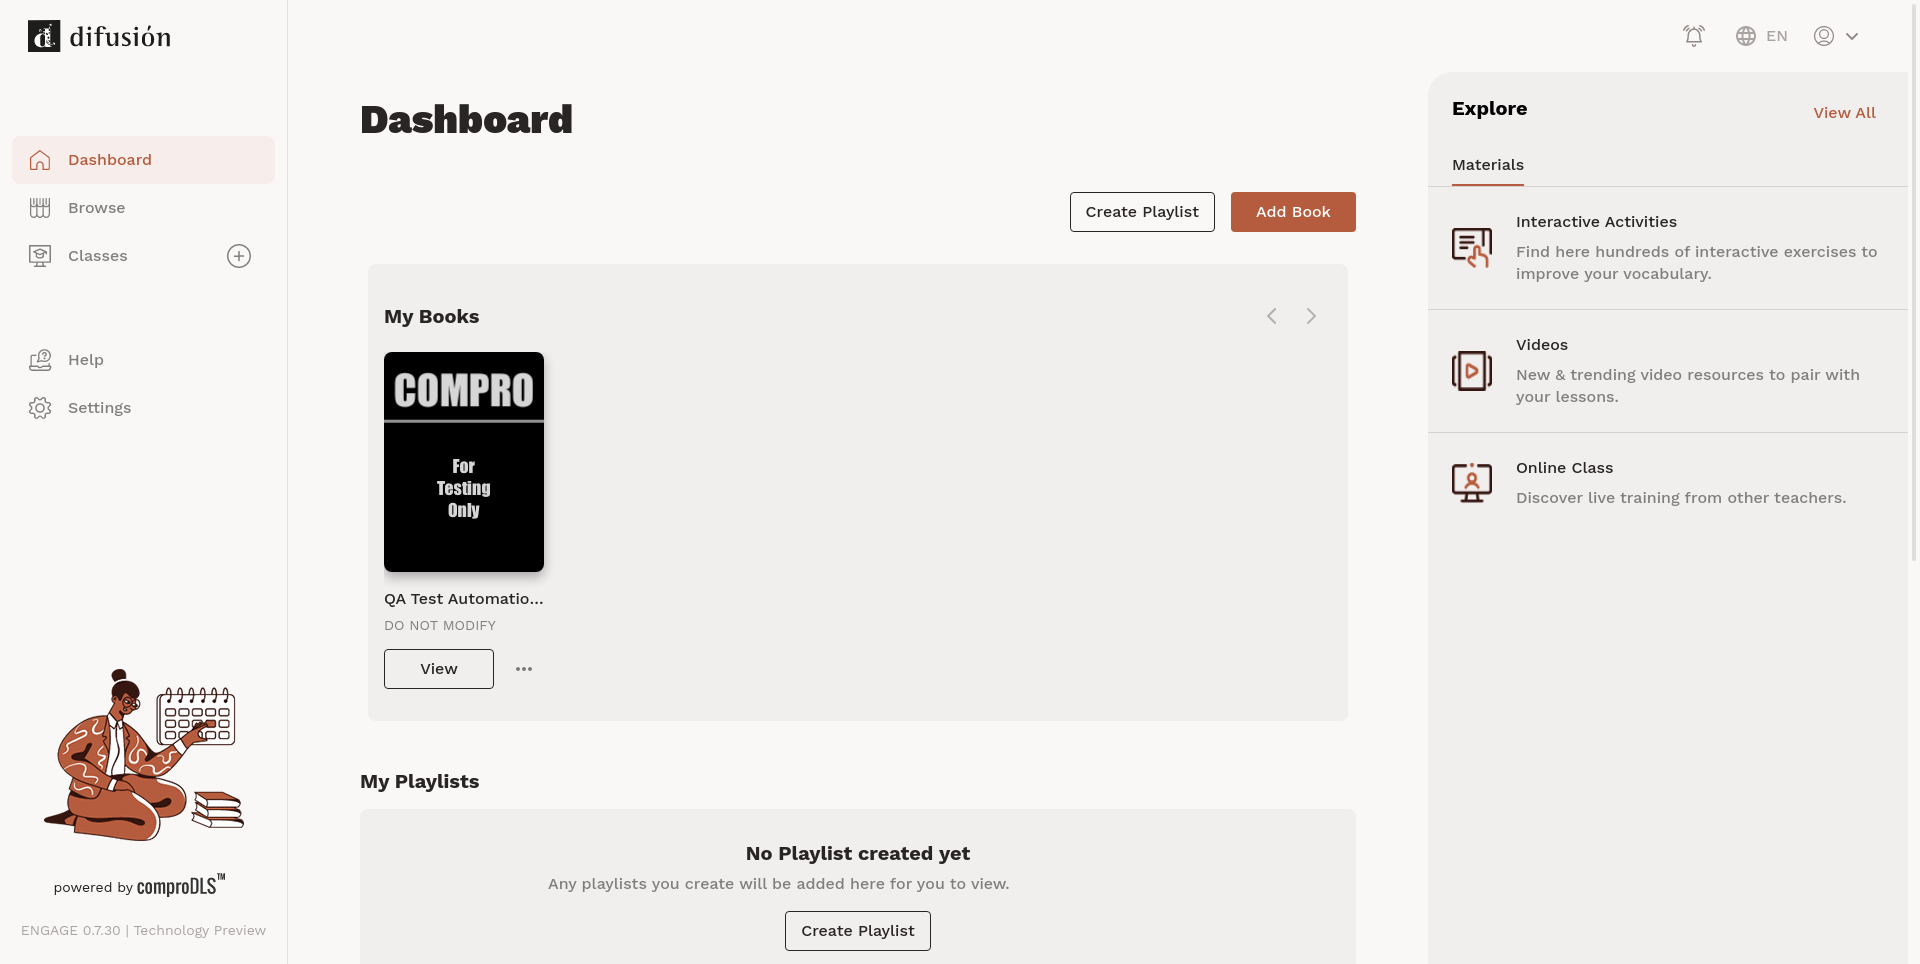 difusión
EN
Dashboard
Browse
Classes
Help
Settings
powered by comproDLS™
ENGAGE 0.7.30 | Technology Preview
Dashboard
Create Playlist
Add Book
My Books
COMPRO
For
Testing
Only
QA Test Automatio...
DO NOT MODIFY
View
My Playlists
No Playlist created yet
Any playlists you create will be added here for you to view.
Create Playlist
Explore
View All
Materials
Interactive Activities
Find here hundreds of interactive exercises to
improve your vocabulary.
Videos
New & trending video resources to pair with
your lessons.
Online Class
Discover live training from other teachers.